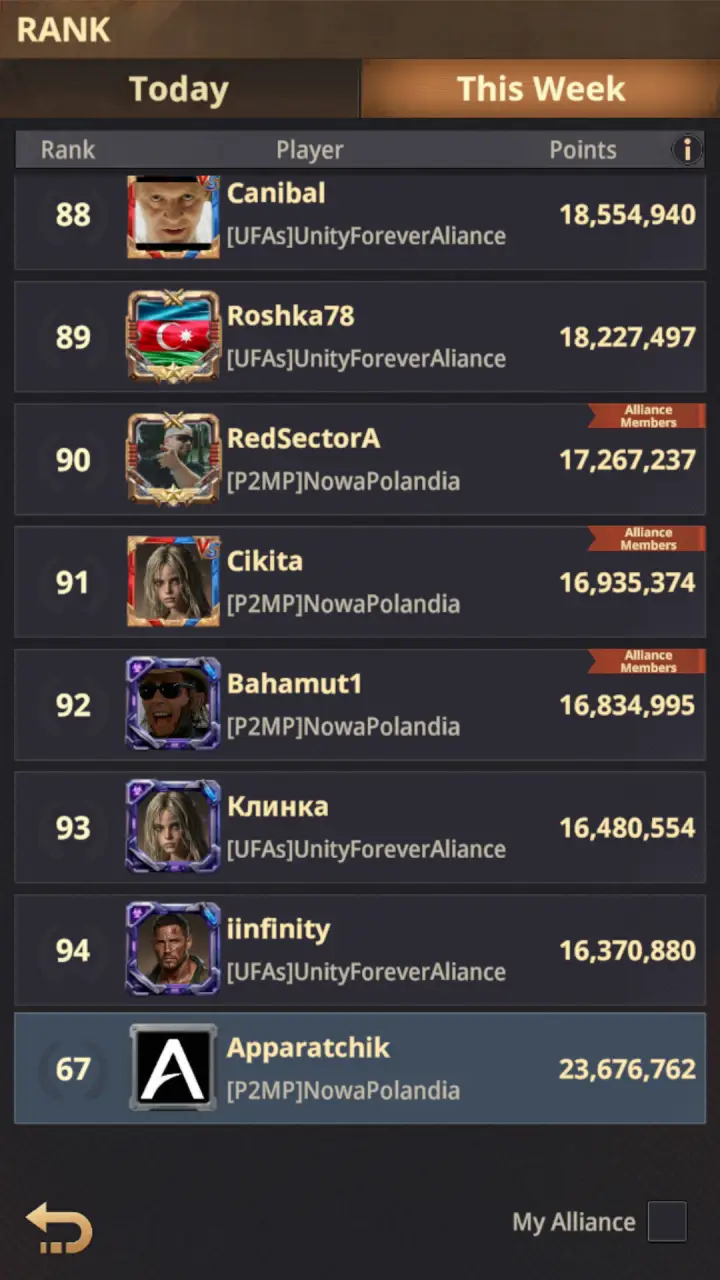 RANK
Today
This Week
Rank
Player
Points
88
Canibal
[UFAs]UnityForeverAliance
18,554,940
89
Roshka78
[UFAs]UnityForeverAliance
18,227,497
90
RedSectorA
[P2MP]NowaPolandia
Alliance
Members
17,267,237
91
Cikita
[P2MP]NowaPolandia
Alliance
Members
16,935,374
92
Bahamut1
[P2MP]NowaPolandia
Alliance
Members
16,834,995
93
Клинка
[UFAs]UnityForeverAliance
16,480,554
94
iinfinity
[UFAs]UnityForeverAliance
16,370,880
67
Apparatchik
[P2MP]NowaPolandia
23,676,762
My Alliance